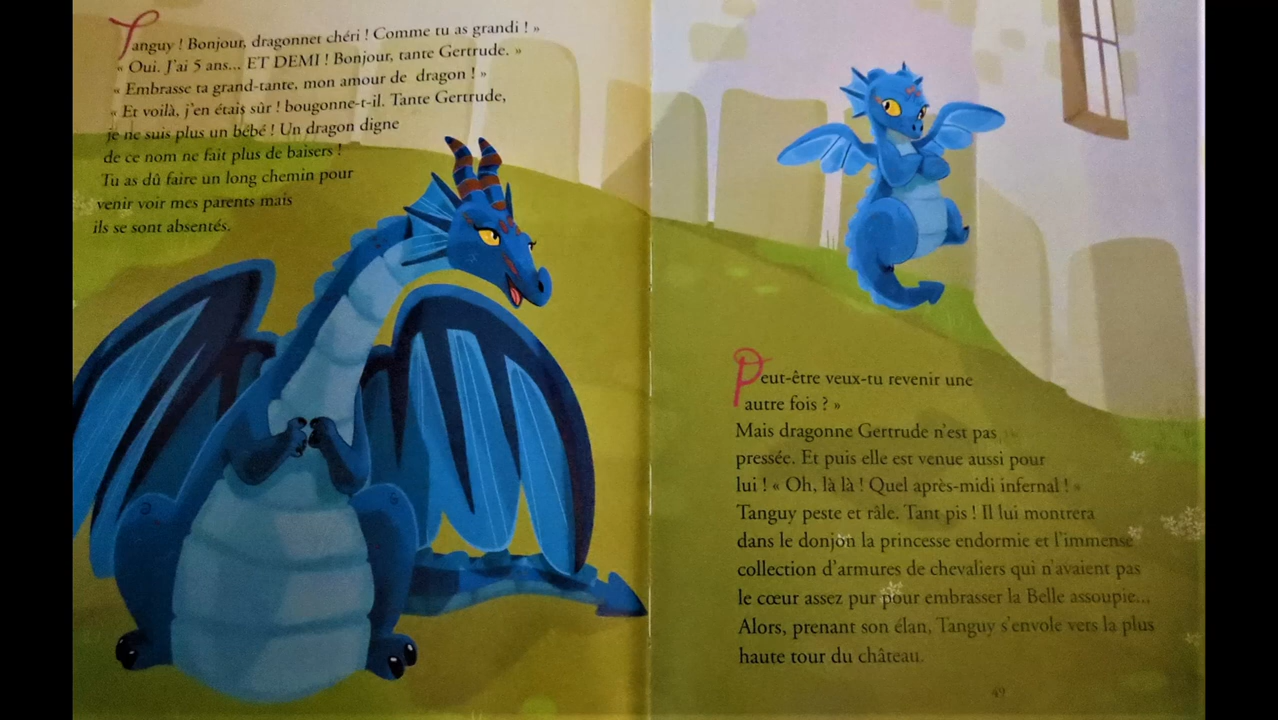 Tanguy ! Bonjour, dragonnet chéri ! Comme tu as grandi ! »
« Oui. J'ai 5 ans... ET DEMI ! Bonjour, tante Gertrude. »
« Embrasse ta grand-tante, mon amour de dragon ! »
« Et voilà, j'en étais sûr ! bougonne-t-il. Tante Gertrude,
je ne suis plus un bébé ! Un dragon digne
de ce nom ne fait plus de baisers !
Tu as dû faire un long chemin pour
venir voir mes parents mais
ils se sont absentés.
Peut-être veux-tu revenir une
autre fois ? »
Mais dragonne Gertrude n'est pas
pressée. Et puis elle est venue aussi pour
lui ! « Oh, là là ! Quel après-midi infernal ! »
Tanguy peste et râle. Tant pis ! Il lui montrera
dans le donjon la princesse endormie et l'immense
collection d'armures de chevaliers qui n'avaient pas
le cœur assez pur pour embrasser la Belle assoupie...
Alors, prenant son élan, Tanguy s'envole vers la plus
haute tour du château.
49